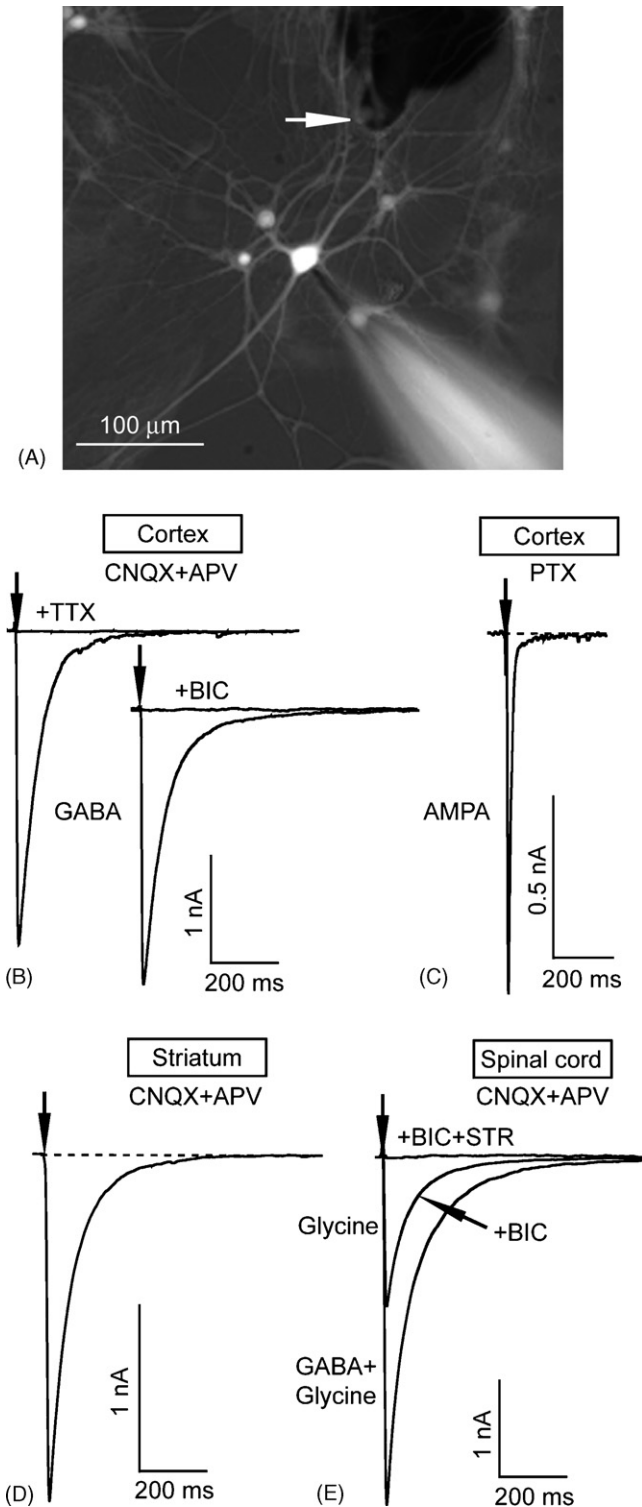 100 μm
(A)
Cortex
CNQX+APV
+TTX
+BIC
GABA
1 nA
200 ms
(B)
Cortex
PTX
AMPA
0.5 nA
200 ms
(C)
Striatum
CNQX+APV
1 nA
200 ms
(D)
Spinal cord
CNQX+APV
+BIC+STR
Glycine
+BIC
GABA+
Glycine
1 nA
200 ms
(E)